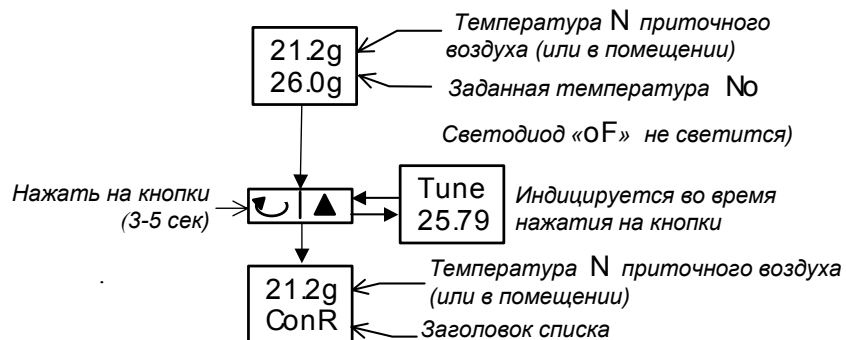 Температура N приточного
воздуха (или в помещении)
21.2g
26.0g
Заданная температура No
Светодиод «oF» не светится)
Нажать на кнопки
(3-5 сек)
Tune
25.79
Индицируется во время
нажатия на кнопки
21.2g
ConR
Температура N приточного воздуха
(или в помещении)
Заголовок списка